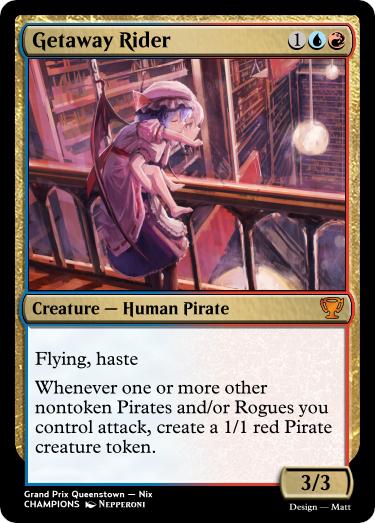 Getaway Rider 1
Creature — Human Pirate
Flying, haste
Whenever one or more other
nontoken Pirates and/or Rogues you
control attack, create a 1/1 red Pirate
creature token.
3/3
Grand Prix Queenstown — Nix
CHAMPIONS Nepperoni
Design — Matt